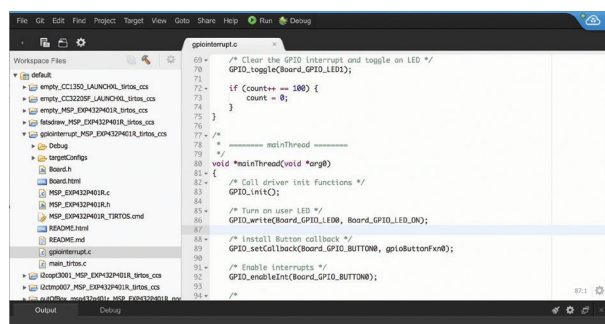 File Git Edit Find Project Target View Goto Share Help Run Debug
gpiointerrupt.c ×
Workspace Files
default
empty_CC1350_LAUNCHXL_tirtos_ccs
empty_CC3220SF_LAUNCHXL_tirtos_ccs
empty_MSP_EXP432P401R_tirtos_ccs
fatsdraw_MSP_EXP432P401R_tirtos_ccs
gpiointerrupt_MSP_EXP432P401R_tirtos_ccs
Debug
targetConfigs
Board.h
Board.html
MSP_EXP432P401R.c
MSP_EXP432P401R.h
MSP_EXP432P401R_TIRTOS.cmd
README.html
README.md
gpiointerrupt.c
main_tirtos.c
i2copt3001_MSP_EXP432P401R_tirtos_ccs
i2ctmp007_MSP_EXP432P401R_tirtos_ccs
outOfBox_msp432p401r_MSP_EXP432P401R
69 /* Clear the GPIO interrupt and toggle an LED */
70 GPIO_toggle(Board_GPIO_LED1);
71
72 if (count++ == 100) {
73 count = 0;
74 }
75 }
76
77 /*
78 * ======== mainThread ========
79 */
80 void *mainThread(void *arg0)
81 {
82 /* Call driver init functions */
83 GPIO_init();
84
85 /* Turn on user LED */
86 GPIO_write(Board_GPIO_LED0, Board_GPIO_LED_ON);
87
88 /* install Button callback */
89 GPIO_setCallback(Board_GPIO_BUTTON0, gpioButtonFxn0);
90
91 /* Enable interrupts */
92 GPIO_enableInt(Board_GPIO_BUTTON0);
93
94 /*
87:1
Output Debug